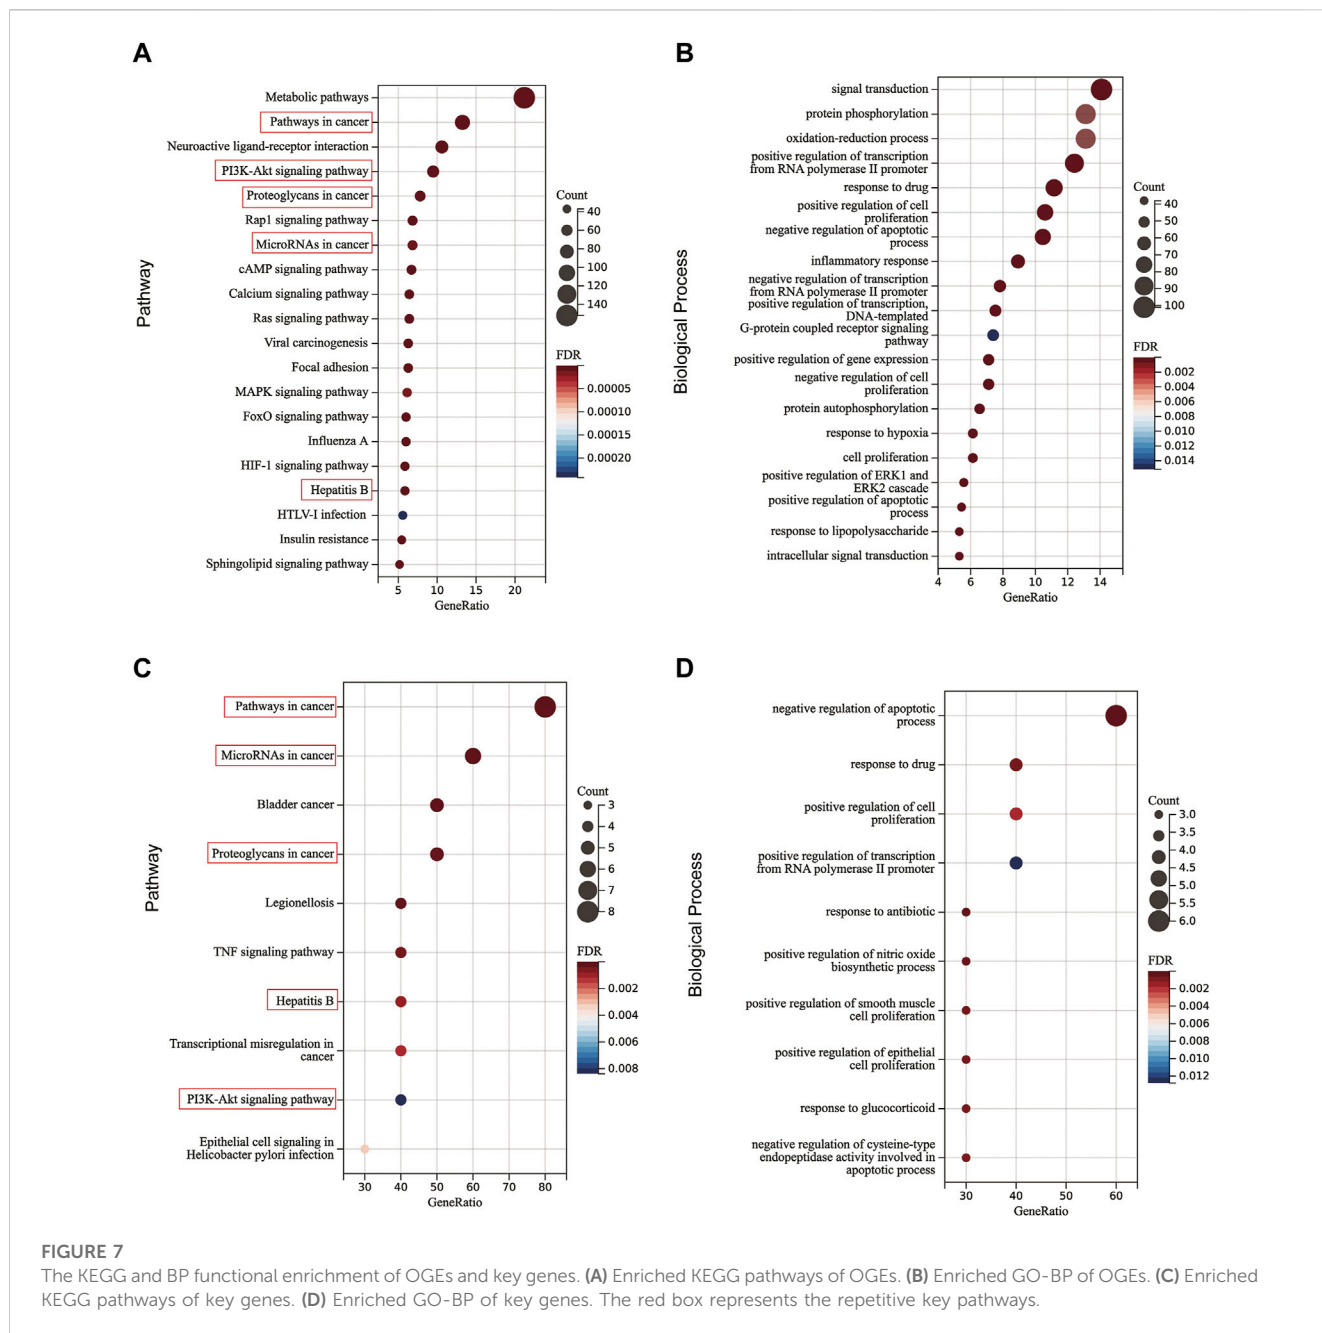 A
Pathway
Metabolic pathways
Pathways in cancer
Neuroactive ligand-receptor interaction
PI3K-Akt signaling pathway
Proteoglycans in cancer
Rap1 signaling pathway
MicroRNAs in cancer
cAMP signaling pathway
Calcium signaling pathway
Ras signaling pathway
Viral carcinogenesis
Focal adhesion
MAPK signaling pathway
FoxO signaling pathway
Influenza A
HIF-1 signaling pathway
Hepatitis B
HTLV-I infection
Insulin resistance
Sphingolipid signaling pathway
5 10 15 20
GeneRatio
Count
40
60
80
100
120
140
FDR
0.00005
0.00010
0.00015
0.00020
B
Biological Process
signal transduction
protein phosphorylation
oxidation-reduction process
positive regulation of transcription
from RNA polymerase II promoter
response to drug
positive regulation of cell
proliferation
negative regulation of apoptotic
process
inflammatory response
negative regulation of transcription
from RNA polymerase II promoter
positive regulation of transcription,
DNA-templated
G-protein coupled receptor signaling
pathway
positive regulation of gene expression
negative regulation of cell
proliferation
protein autophosphorylation
response to hypoxia
cell proliferation
positive regulation of ERK1 and
ERK2 cascade
positive regulation of apoptotic
process
response to lipopolysaccharide
intracellular signal transduction
4 6 8 10 12 14
GeneRatio
Count
40
50
60
70
80
90
100
FDR
0.002
0.004
0.006
0.008
0.010
0.012
0.014
C
Pathway
Pathways in cancer
MicroRNAs in cancer
Bladder cancer
Proteoglycans in cancer
Legionellosis
TNF signaling pathway
Hepatitis B
Transcriptional misregulation in
cancer
PI3K-Akt signaling pathway
Epithelial cell signaling in
Helicobacter pylori infection
30 40 50 60 70 80
GeneRatio
Count
3
4
5
6
7
8
FDR
0.002
0.004
0.006
0.008
D
Biological Process
negative regulation of apoptotic
process
response to drug
positive regulation of cell
proliferation
positive regulation of transcription
from RNA polymerase II promoter
response to antibiotic
positive regulation of nitric oxide
biosynthetic process
positive regulation of smooth muscle
cell proliferation
positive regulation of epithelial
cell proliferation
response to glucocorticoid
negative regulation of cysteine-type
endopeptidase activity involved in
apoptotic process
30 40 50 60
GeneRatio
Count
3.0
3.5
4.0
4.5
5.0
5.5
6.0
FDR
0.002
0.004
0.006
0.008
0.010
0.012
FIGURE 7
The KEGG and BP functional enrichment of OGEs and key genes. (A) Enriched KEGG pathways of OGEs. (B) Enriched GO-BP of OGEs. (C) Enriched
KEGG pathways of key genes. (D) Enriched GO-BP of key genes. The red box represents the repetitive key pathways.